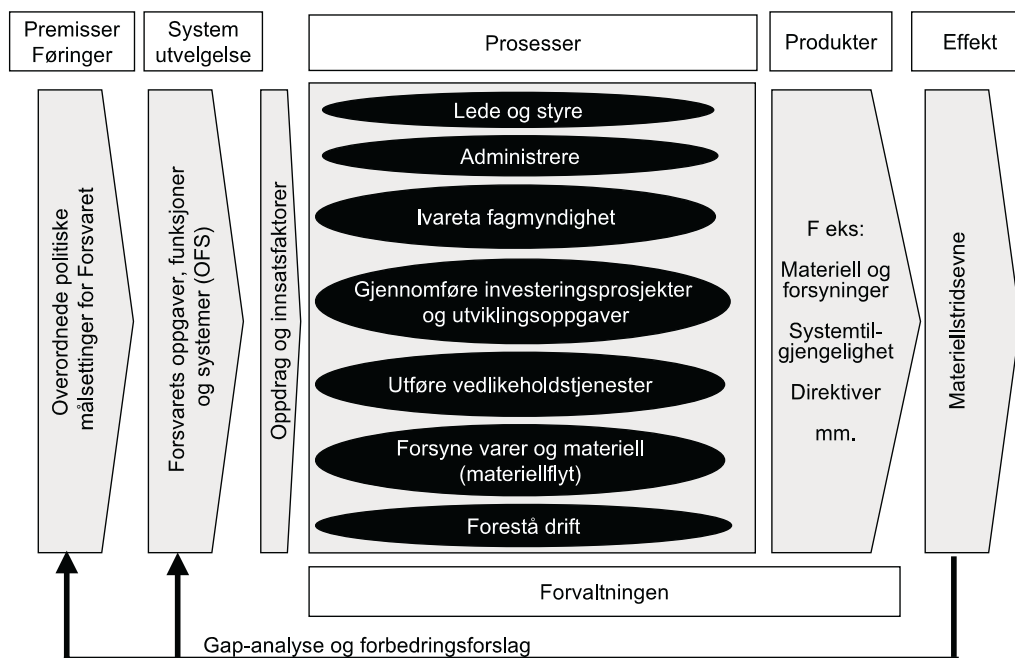 Premisser
Føringer
System
utvelgelse
Prosesser
Produkter
Effekt
Overordnede politiske
målsettinger for Forsvaret
Forsvarets oppgaver, funksjoner
og systemer (OFS)
Oppdrag og innsatsfaktorer
Lede og styre
Administrere
Ivareta fagmyndighet
Gjennomføre investeringsprosjekter
og utviklingsoppgaver
Utføre vedlikeholdstjenester
Forsyne varer og materiell
(materiellflyt)
Forestå drift
F eks:
Materiell og
forsyninger
Systemtil-
gjengelighet
Direktiver
mm.
Materiellstridsevne
Forvaltningen
Gap-analyse og forbedringsforslag